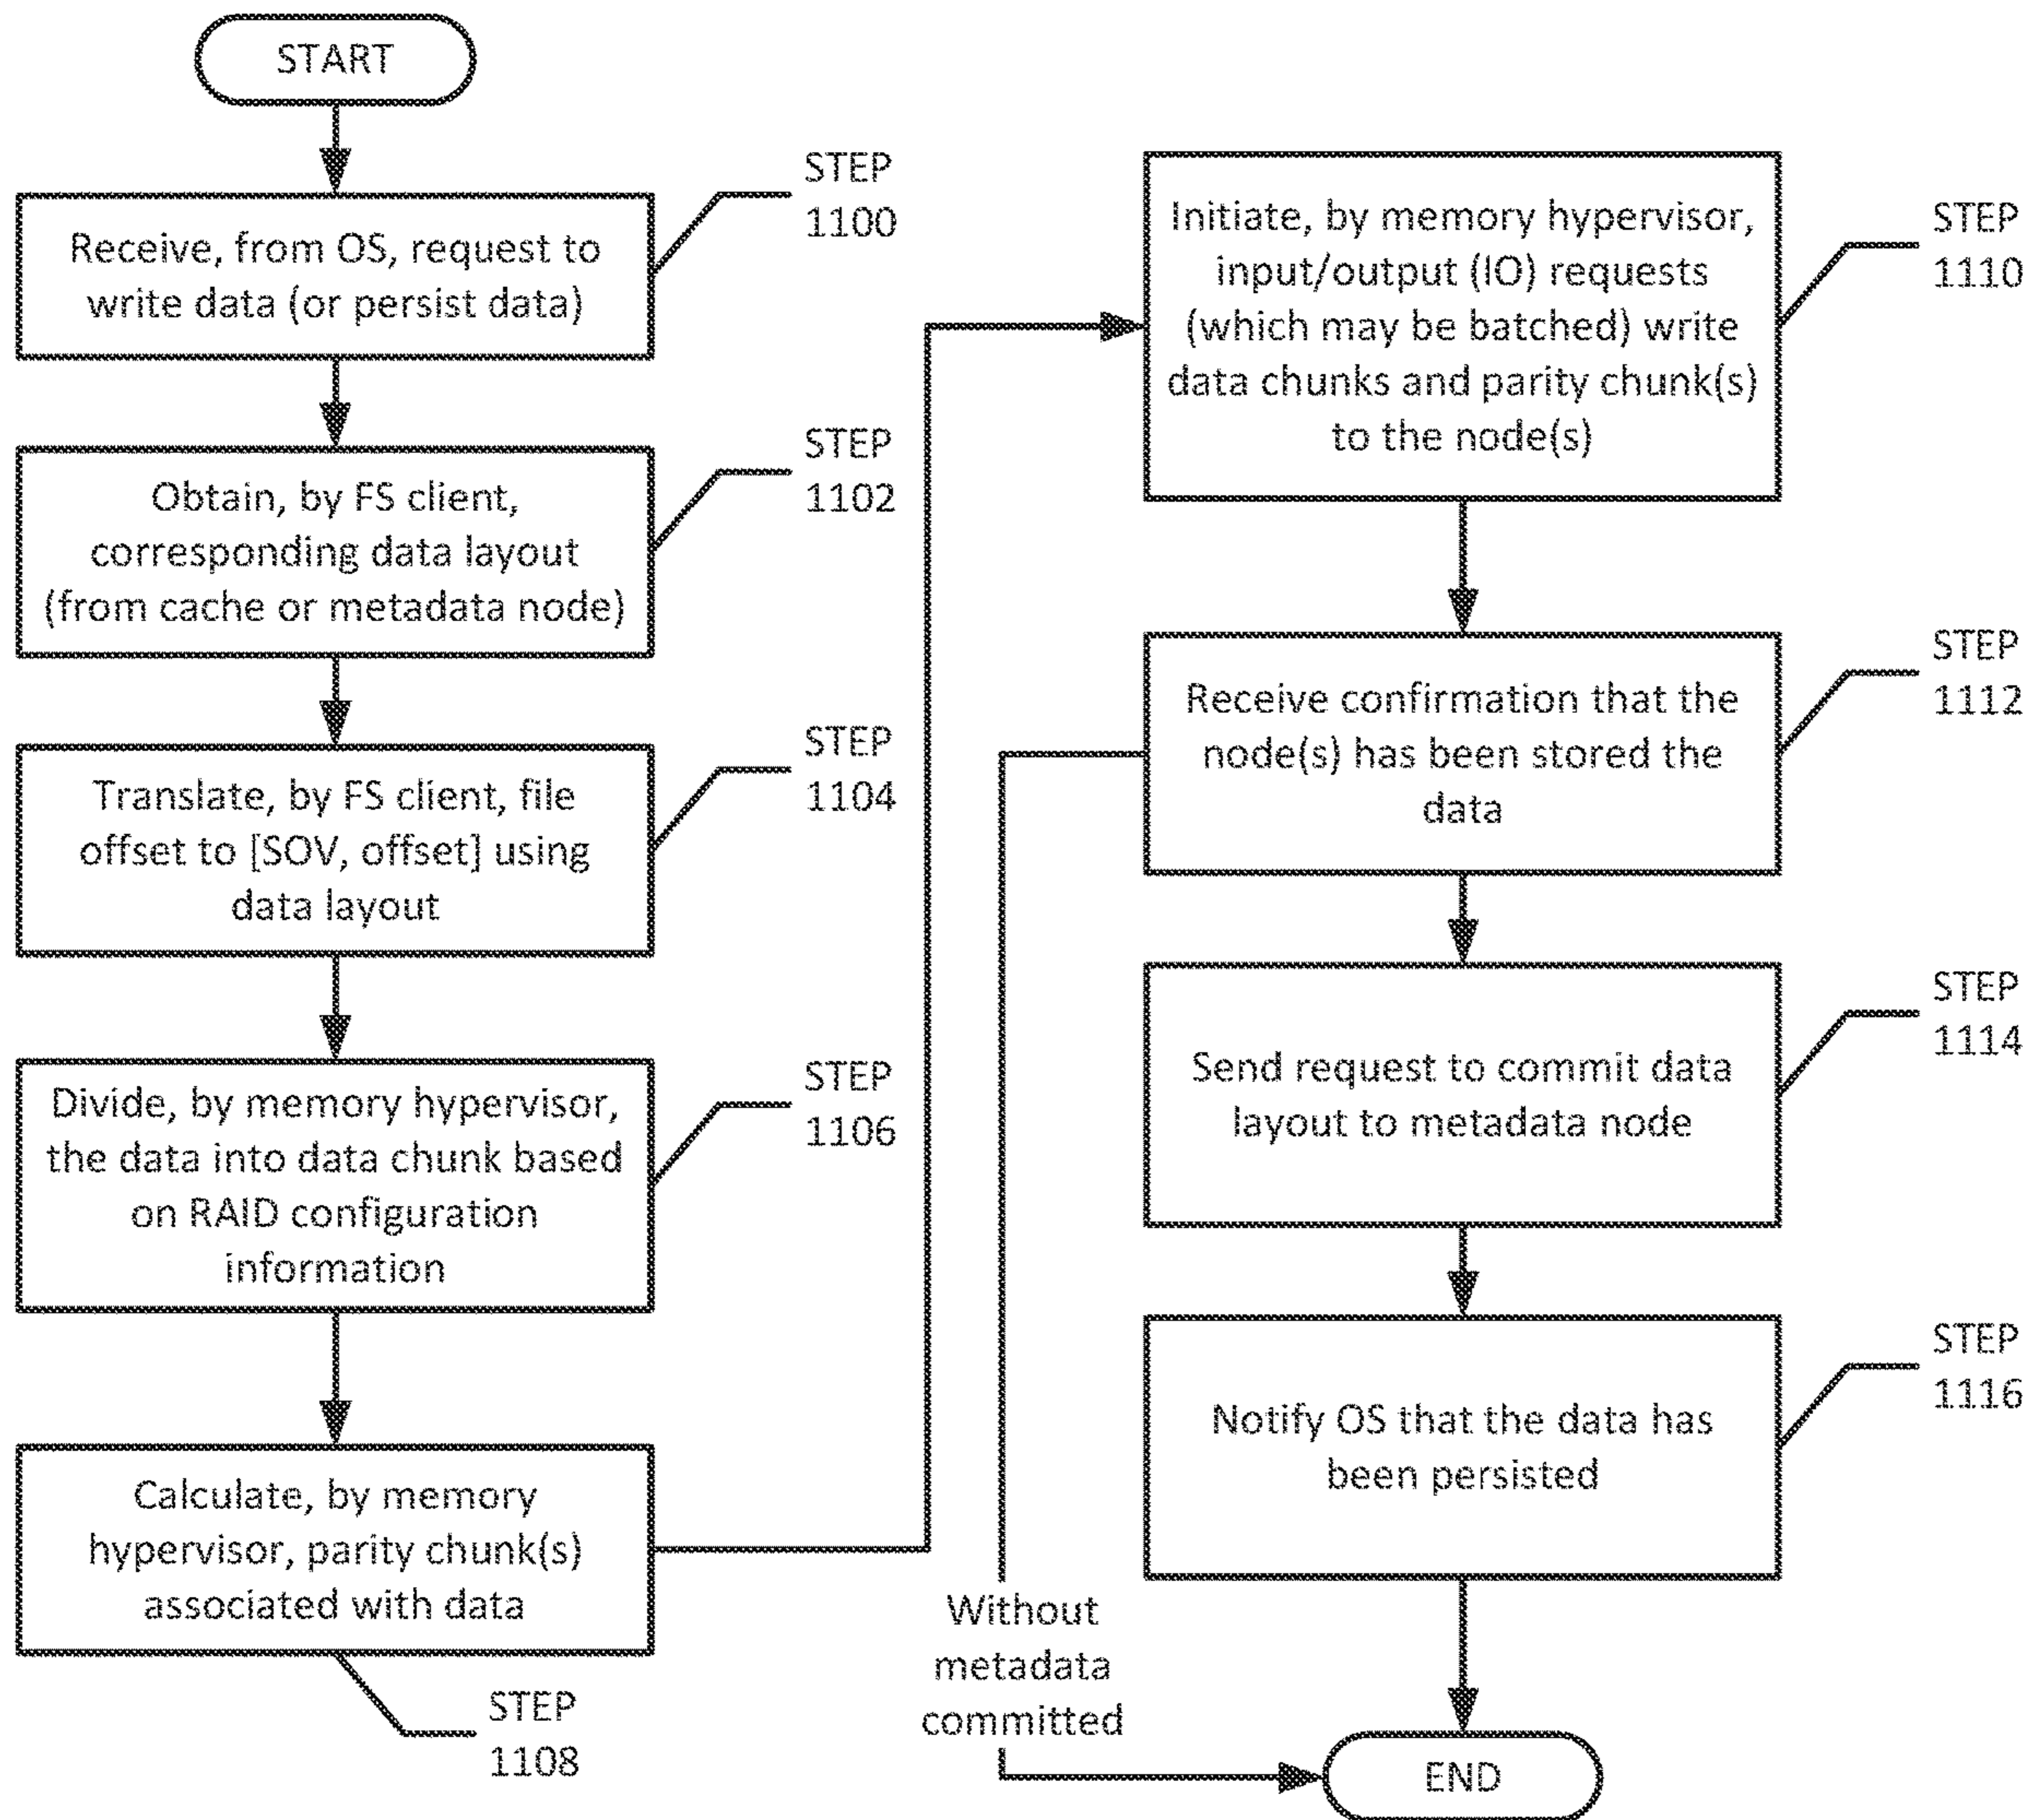 START
STEP
1100
Receive, from OS, request to
write data (or persist data)
STEP
1102
Obtain, by FS client,
corresponding data layout
(from cache or metadata node)
STEP
1104
Translate, by FS client, file
offset to [SOV, offset] using
data layout
STEP
1106
Divide, by memory hypervisor,
the data into data chunk based
on RAID configuration
information
Calculate, by memory
hypervisor, parity chunk(s)
associated with data
STEP
1108
Initiate, by memory hypervisor,
input/output (IO) requests
(which may be batched) write
data chunks and parity chunk(s)
to the node(s)
STEP
1110
Receive confirmation that the
node(s) has been stored the
data
STEP
1112
Send request to commit data
layout to metadata node
STEP
1114
Notify OS that the data has
been persisted
STEP
1116
Without
metadata
committed
END